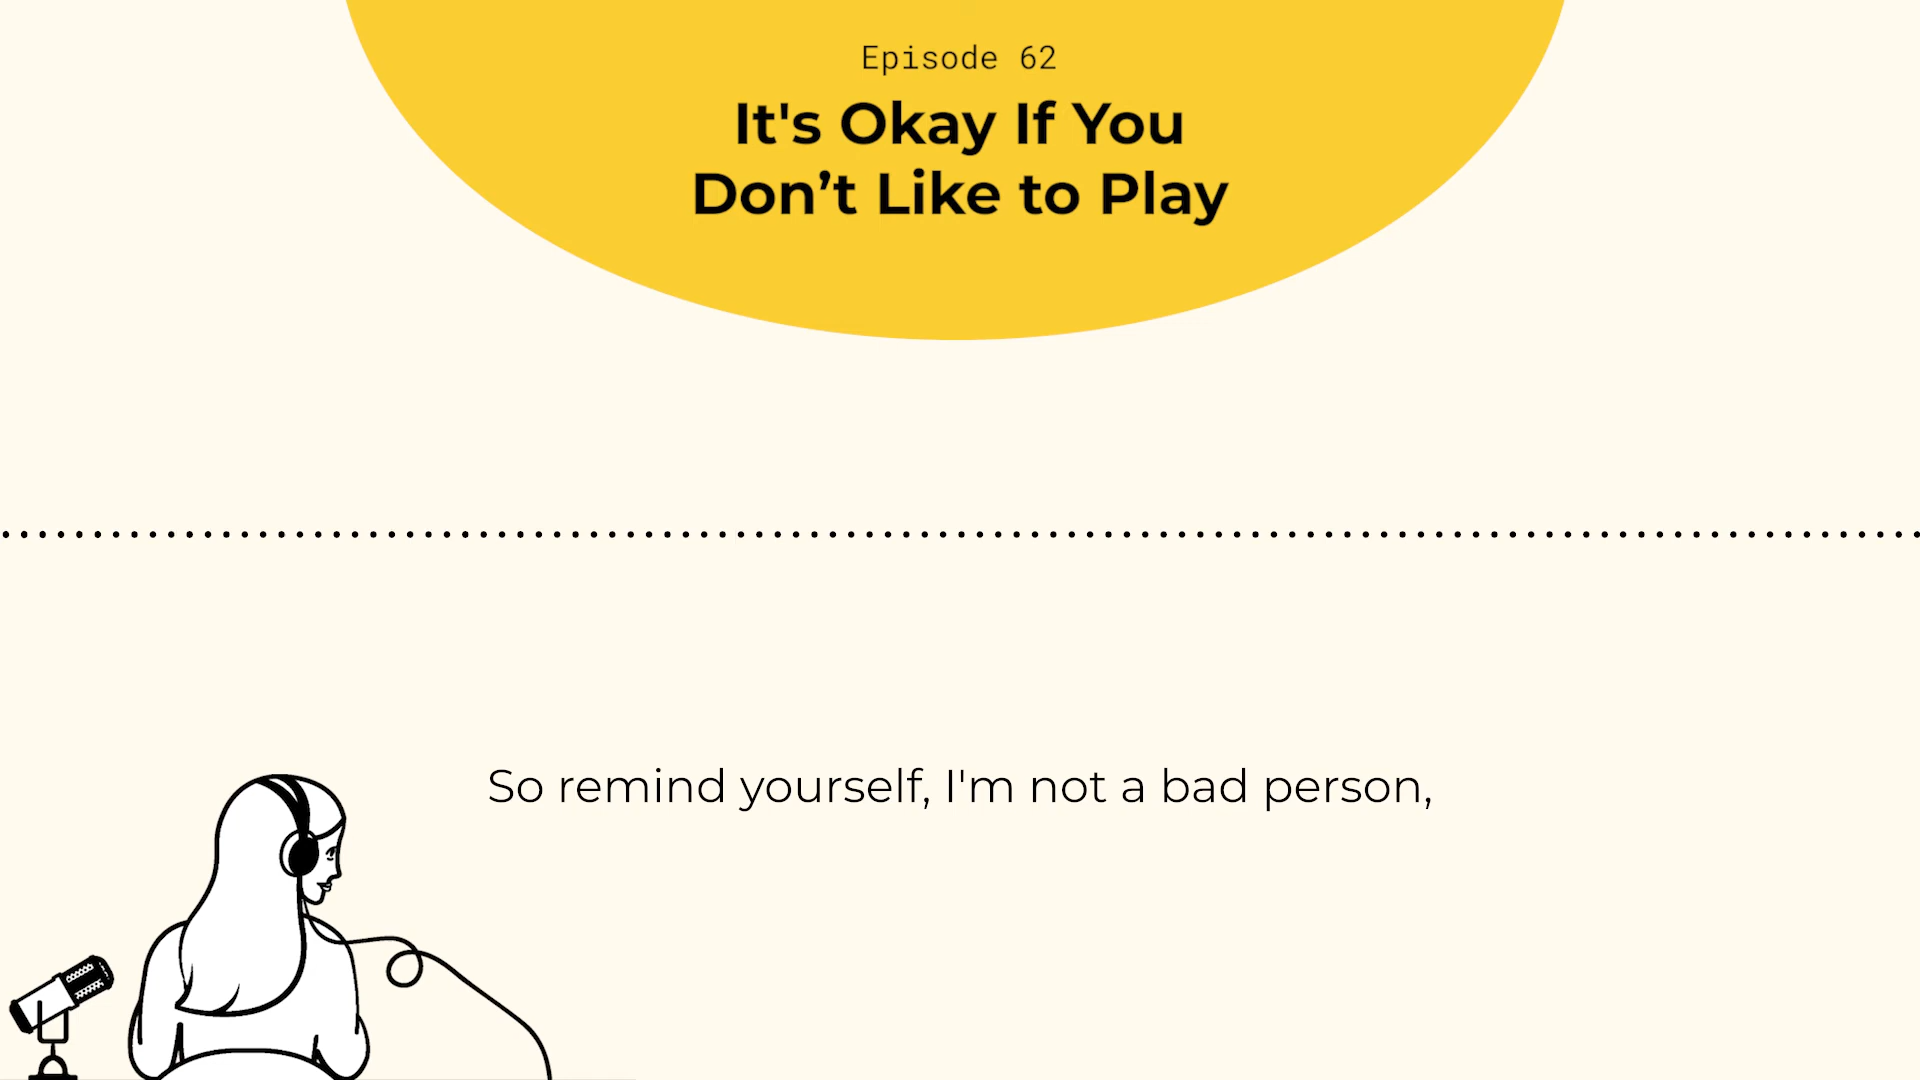 Episode 62
It's Okay If You
Don’t Like to Play
So remind yourself, I'm not a bad person,